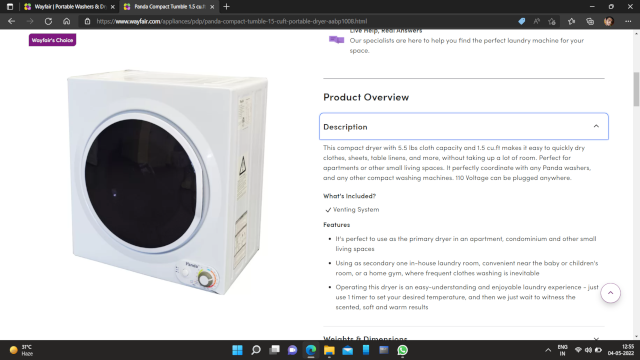 Wayfair | Portable Washers & Dr
Panda Compact Tumble 1.5 cu.ft
https://www.wayfair.com/appliances/pdp/panda-compact-tumble-15-cuft-portable-dryer-aabp1008.html
Wayfair's Choice
Live Help, Real Answers
Our specialists are here to help you find the perfect laundry machine for your
space.
Product Overview
Description
This compact dryer with 5.5 lbs cloth capacity and 1.5 cu.ft makes it easy to quickly dry
clothes, sheets, table linens, and more, without taking up a lot of room. Perfect for
apartments or other small living spaces. It perfectly coordinate with any Panda washers,
and any other compact washing machines. 110 Voltage can be plugged anywhere.
What's Included?
Venting System
Features
It's perfect to use as the primary dryer in an apartment, condominium and other small
living spaces
Using as secondary one in-house laundry room, convenient near the baby or children's
room, or a home gym, where frequent clothes washing is inevitable
Operating this dryer is an easy-understanding and enjoyable laundry experience - just
use 1 timer to set your desired temperature, and then we just wait to witness the
scented, soft and warm results
Weights & Dimensions
Panda
31°C
Haze
ENG
IN
12:55
04-05-2022